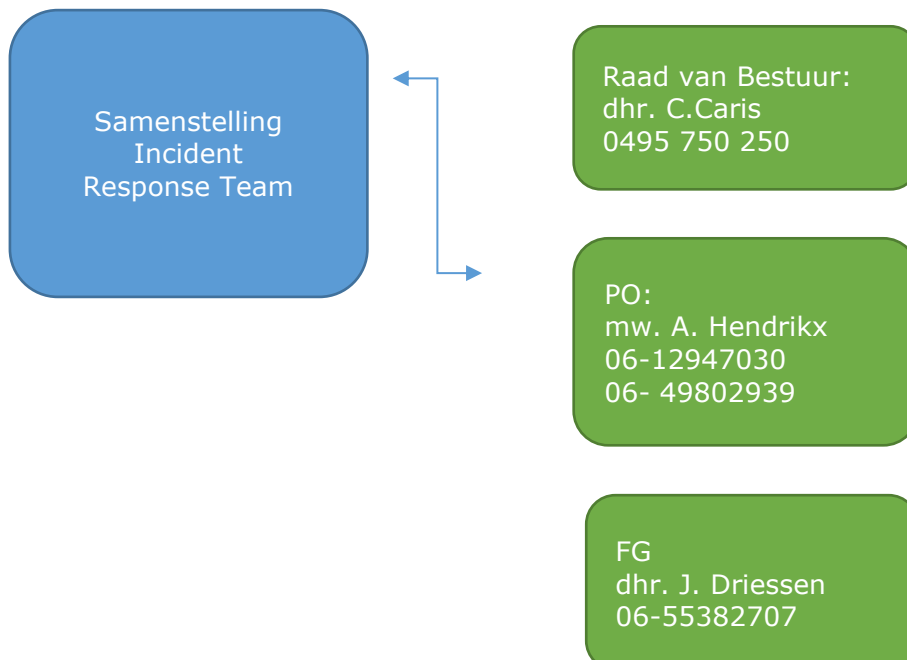 Samenstelling
Incident
Response Team
Raad van Bestuur:
dhr. C.Caris
0495 750 250
PO:
mw. A. Hendrikx
06-12947030
06- 49802939
FG
dhr. J. Driessen
06-55382707